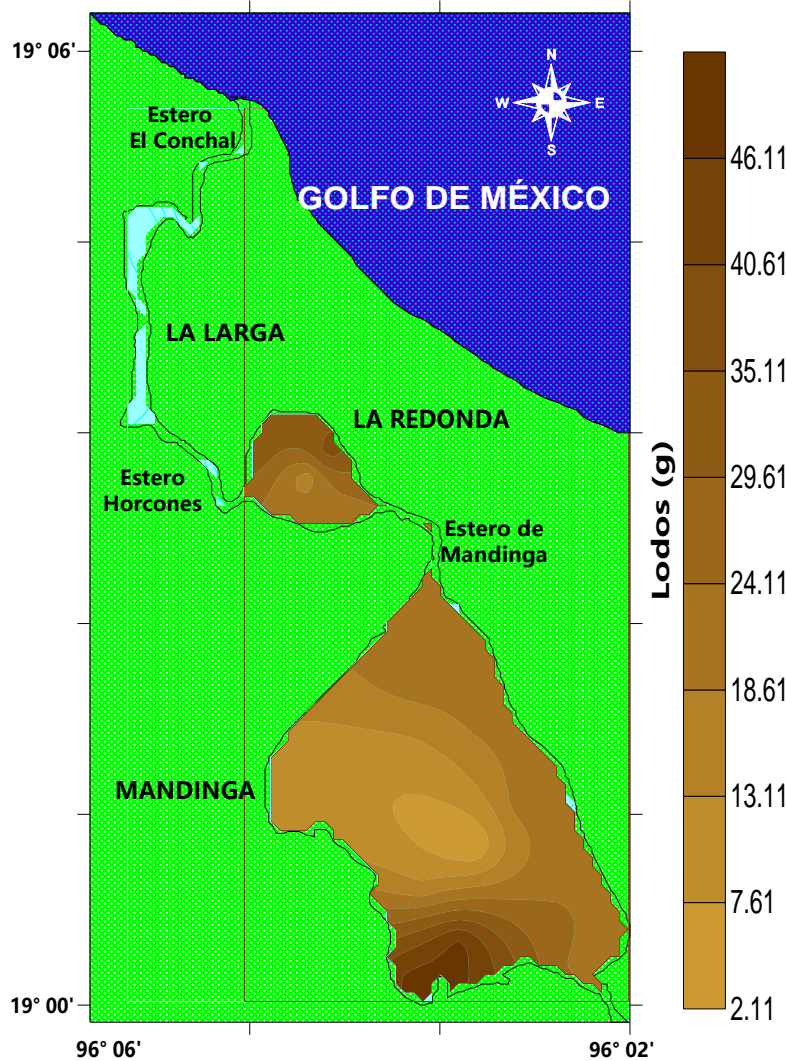 19° 06'
N
W E
S
Estero
El Conchal
GOLFO DE MÉXICO
LA LARGA
LA REDONDA
Estero
Horcones
Estero de
Mandinga
MANDINGA
19° 00'
96° 06'
96° 02'
Lodos (g)
46.11
40.61
35.11
29.61
24.11
18.61
13.11
7.61
2.11